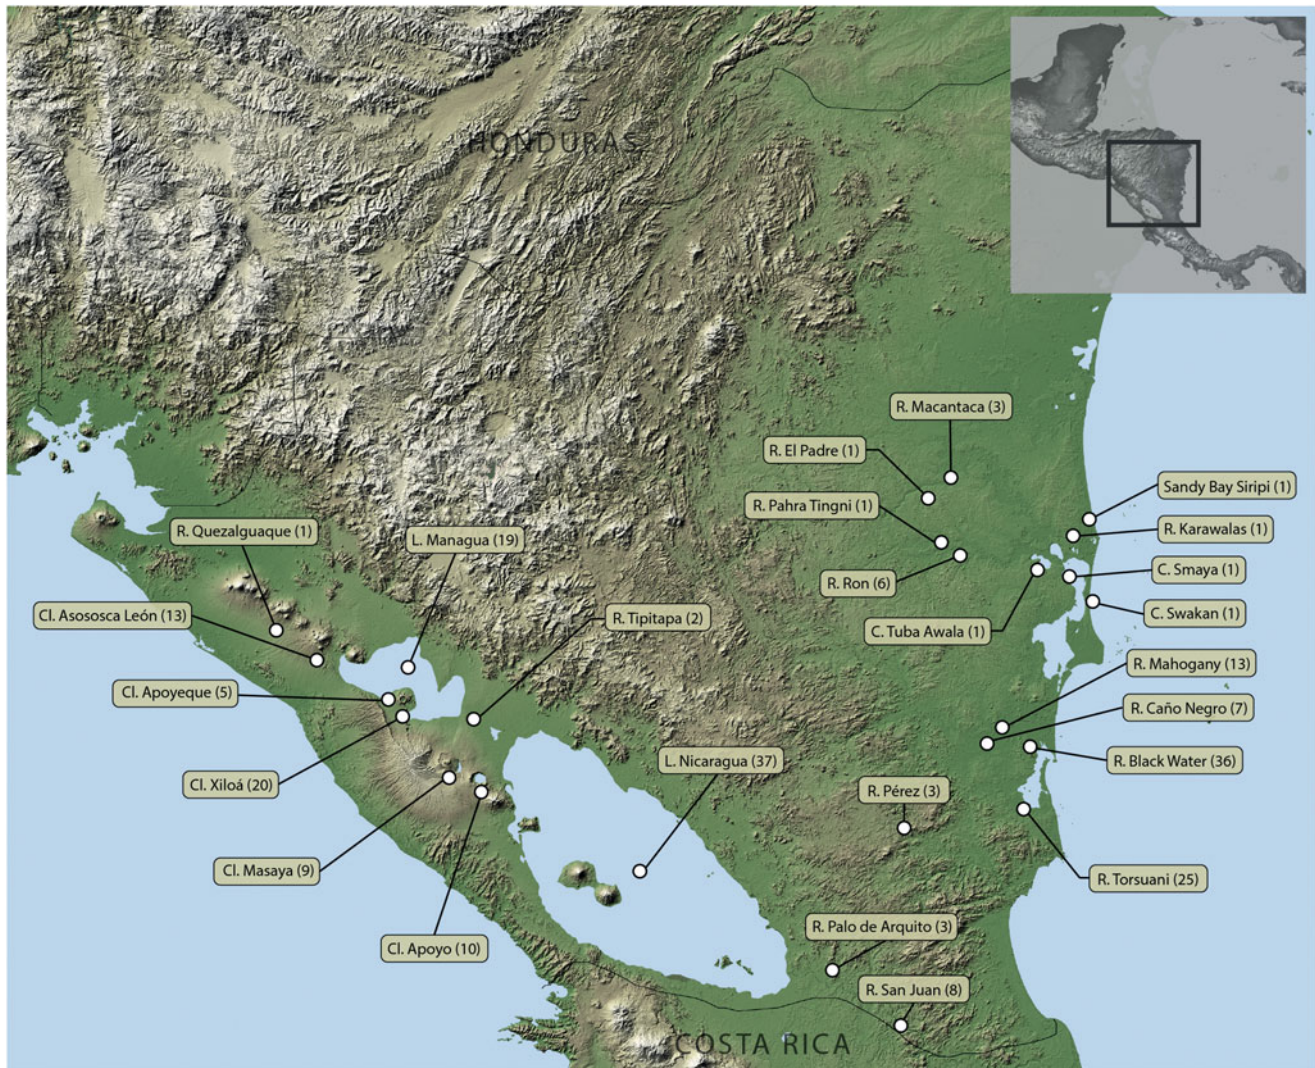 HONDURAS
R. Macantaca (3)
R. El Padre (1)
Sandy Bay Siripi (1)
R. Pahra Tingni (1)
R. Quezalguaque (1)
R. Karawalas (1)
L. Managua (19)
C. Smaya (1)
R. Ron (6)
Cl. Asososca León (13)
R. Tipitapa (2)
C. Swakan (1)
C. Tuba Awala (1)
R. Mahogany (13)
Cl. Apoyeque (5)
R. Caño Negro (7)
R. Black Water (36)
L. Nicaragua (37)
Cl. Xiloá (20)
R. Pérez (3)
Cl. Masaya (9)
R. Torsuani (25)
R. Palo de Arquito (3)
Cl. Apoyo (10)
R. San Juan (8)
COSTA RICA